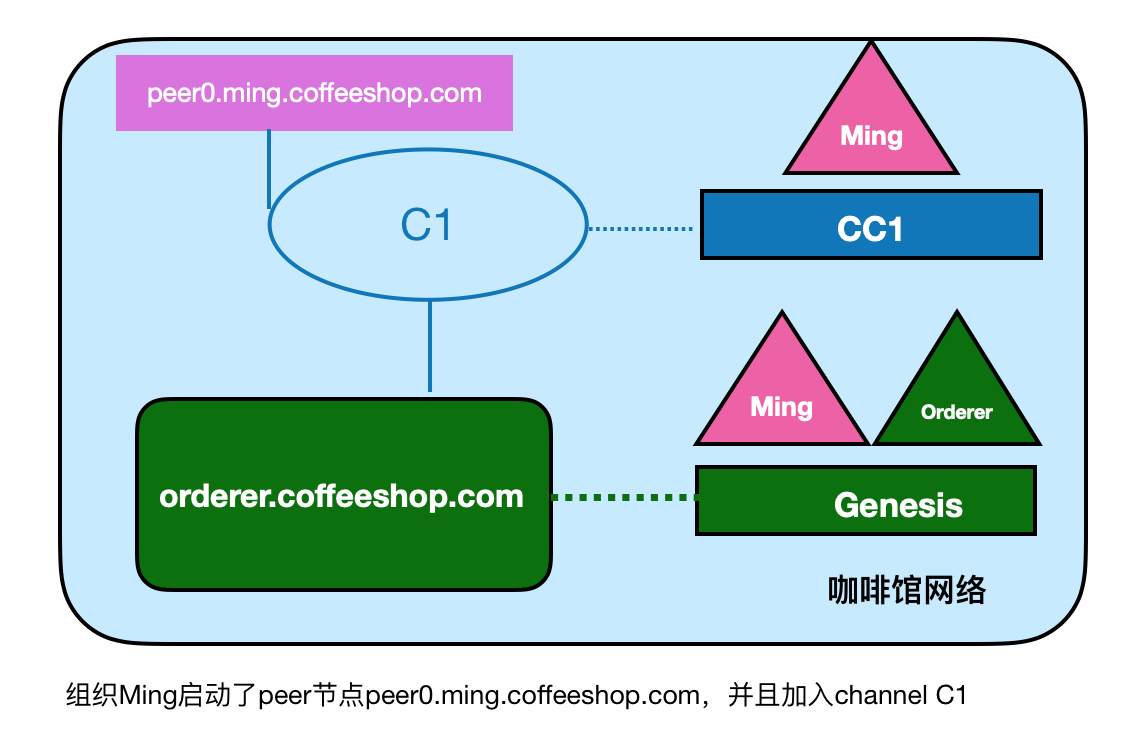 peer0.ming.coffeeshop.com
Ming
C1
CC1
Ming
Orderer
orderer.coffeeshop.com
Genesis
咖啡馆网络
组织Ming启动了peer节点peer0.ming.coffeeshop.com，并且加入channel C1